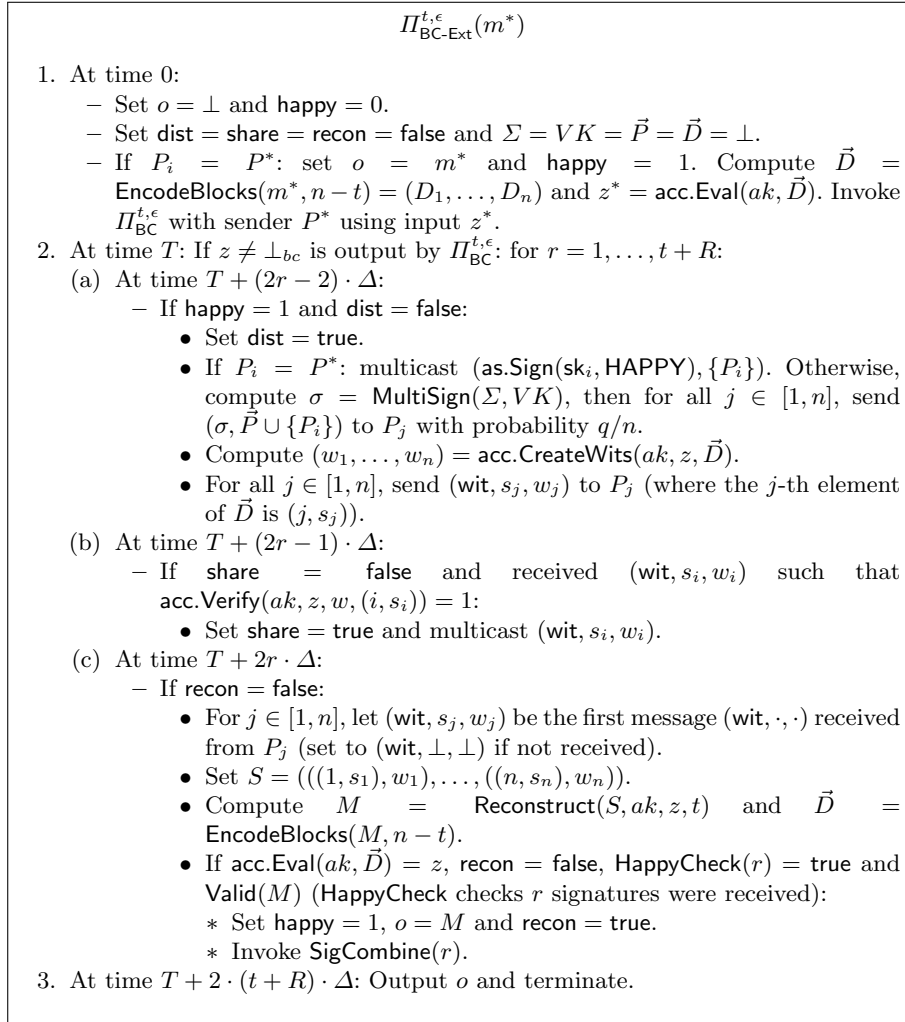 Π^{t,ϵ}_{BC-Ext}(m*)
1. At time 0:
– Set o = ⊥ and happy = 0.
– Set dist = share = recon = false and Σ = VK = P⃗ = D⃗ = ⊥.
– If P_i = P*: set o = m* and happy = 1. Compute D⃗ =
EncodeBlocks(m*, n − t) = (D_1, . . . , D_n) and z* = acc.Eval(ak, D⃗). Invoke
Π^{t,ϵ}_{BC} with sender P* using input z*.
2. At time T: If z ≠ ⊥_{bc} is output by Π^{t,ϵ}_{BC}: for r = 1, . . . , t + R:
(a) At time T + (2r − 2) · Δ:
– If happy = 1 and dist = false:
• Set dist = true.
• If P_i = P*: multicast (as.Sign(sk_i, HAPPY), {P_i}). Otherwise,
compute σ = MultiSign(Σ, VK), then for all j ∈ [1, n], send
(σ, P⃗ ∪ {P_i}) to P_j with probability q/n.
• Compute (w_1, . . . , w_n) = acc.CreateWits(ak, z, D⃗).
• For all j ∈ [1, n], send (wit, s_j, w_j) to P_j (where the j-th element
of D⃗ is (j, s_j)).
(b) At time T + (2r − 1) · Δ:
– If share = false and received (wit, s_i, w_i) such that
acc.Verify(ak, z, w, (i, s_i)) = 1:
• Set share = true and multicast (wit, s_i, w_i).
(c) At time T + 2r · Δ:
– If recon = false:
• For j ∈ [1, n], let (wit, s_j, w_j) be the first message (wit, ·, ·) received
from P_j (set to (wit, ⊥, ⊥) if not received).
• Set S = (((1, s_1), w_1), . . . , ((n, s_n), w_n)).
• Compute M = Reconstruct(S, ak, z, t) and D⃗ =
EncodeBlocks(M, n − t).
• If acc.Eval(ak, D⃗) = z, recon = false, HappyCheck(r) = true and
Valid(M) (HappyCheck checks r signatures were received):
∗ Set happy = 1, o = M and recon = true.
∗ Invoke SigCombine(r).
3. At time T + 2 · (t + R) · Δ: Output o and terminate.